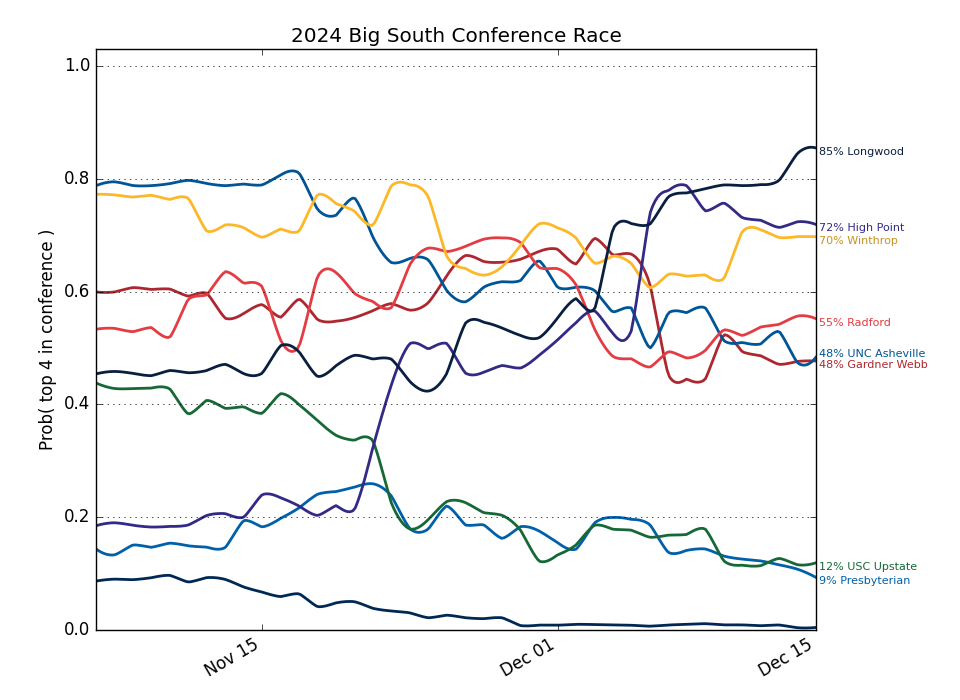 2024 Big South Conference Race
Prob( top 4 in conference )
1.0
0.8
0.6
0.4
0.2
0.0
Nov 15
Dec 01
Dec 15
85% Longwood
72% High Point
70% Winthrop
55% Radford
48% UNC Asheville
48% Gardner Webb
12% USC Upstate
9% Presbyterian